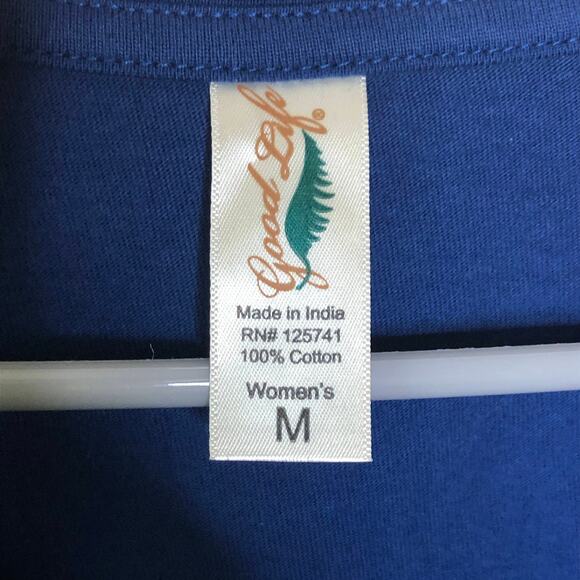 Good Life®
Made in India
RN# 125741
100% Cotton
Women's
M